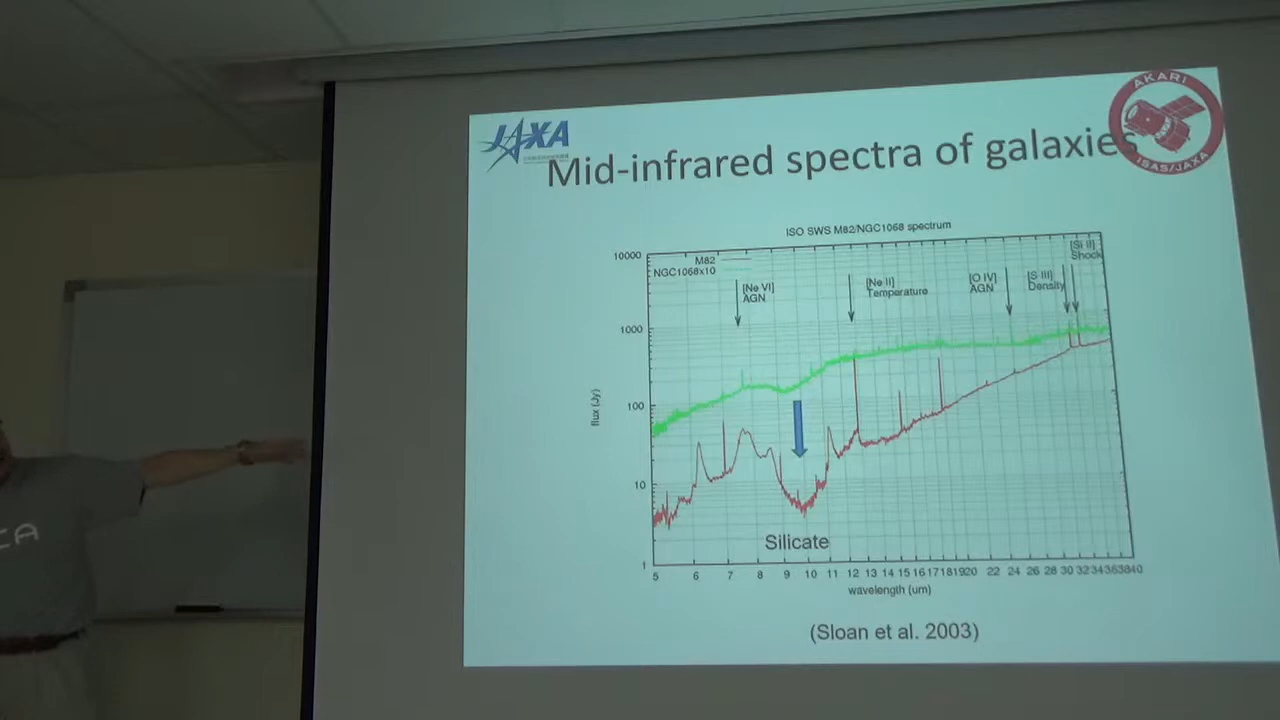 JAXA
AKARI
ISAS/JAXA
Mid-infrared spectra of galaxies
ISO SWS M82/NGC1068 spectrum
10000
1000
100
10
1
flux (Jy)
M82
NGC1068x10
[Ne VI]
AGN
[Ne II]
Temperature
[O IV]
AGN
[S III]
Density
[Si II]
Shock
Silicate
5 6 7 8 9 10 11 12 13 14 15 16 17 18 19 20 22 24 26 28 30 32 34 36 38 40
wavelength (um)
(Sloan et al. 2003)
CA